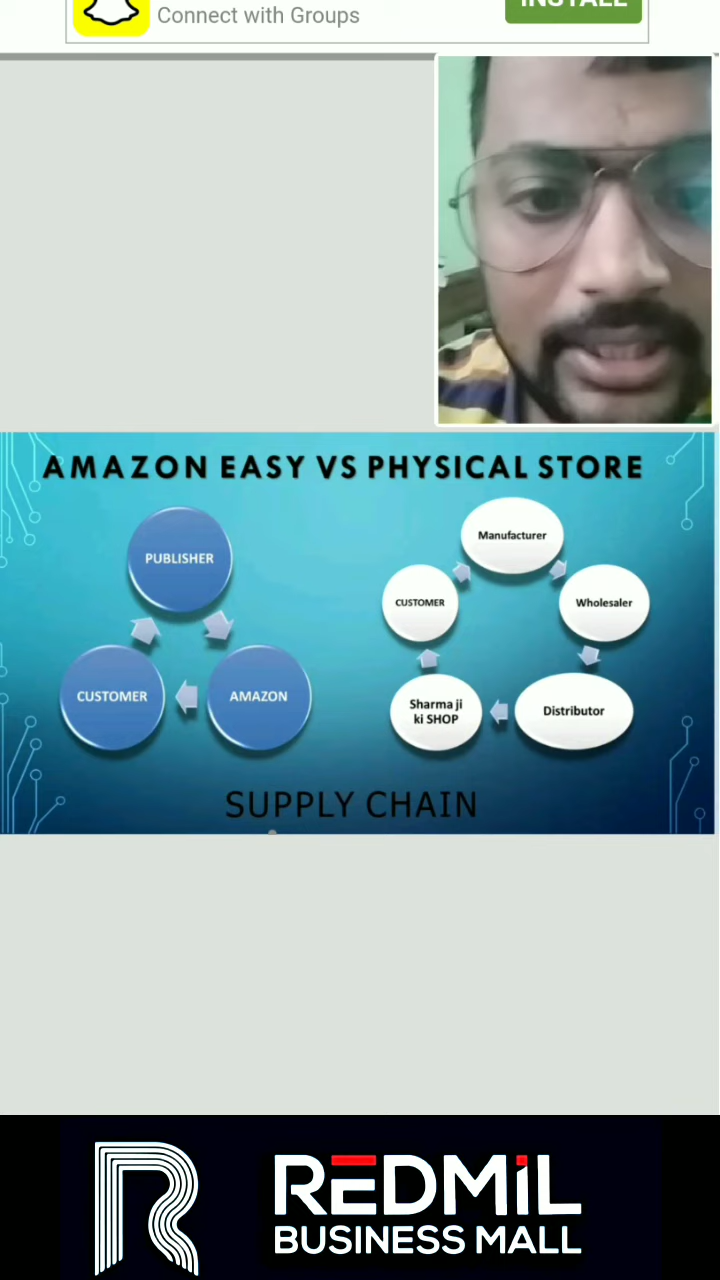 Connect with Groups
INSTALL
AMAZON EASY VS PHYSICAL STORE
PUBLISHER
CUSTOMER
AMAZON
Manufacturer
CUSTOMER
Wholesaler
Sharma ji
ki SHOP
Distributor
SUPPLY CHAIN
R
REDMIL
BUSINESS MALL